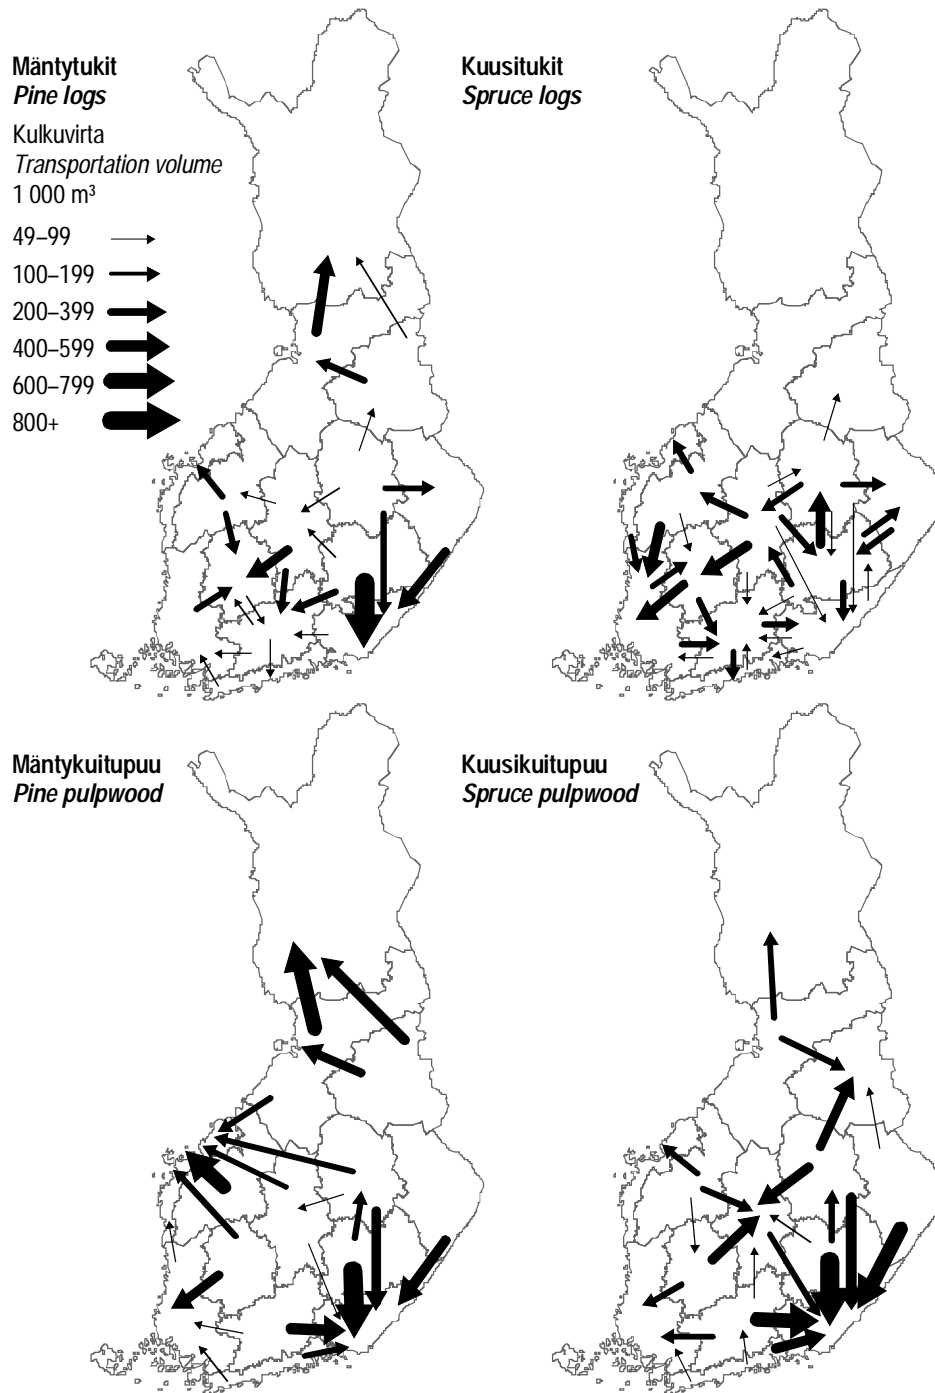 Mäntytukit
Pine logs
Kulkuvirta
Transportation volume
1 000 m³
49–99
100–199
200–399
400–599
600–799
800+
Kuusitukit
Spruce logs
Mäntykuitupuu
Pine pulpwood
Kuusikuitupuu
Spruce pulpwood